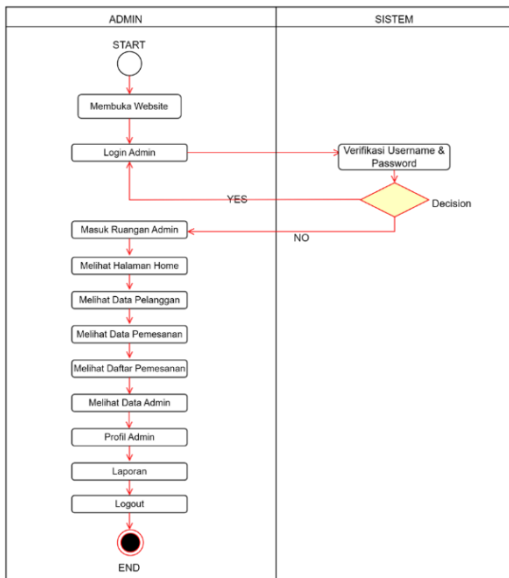 ADMIN
SISTEM
START
Membuka Website
Login Admin
Verifikasi Username &
Password
YES
Decision
Masuk Ruangan Admin
NO
Melihat Halaman Home
Melihat Data Pelanggan
Melihat Data Pemesanan
Melihat Daftar Pemesanan
Melihat Data Admin
Profil Admin
Laporan
Logout
END